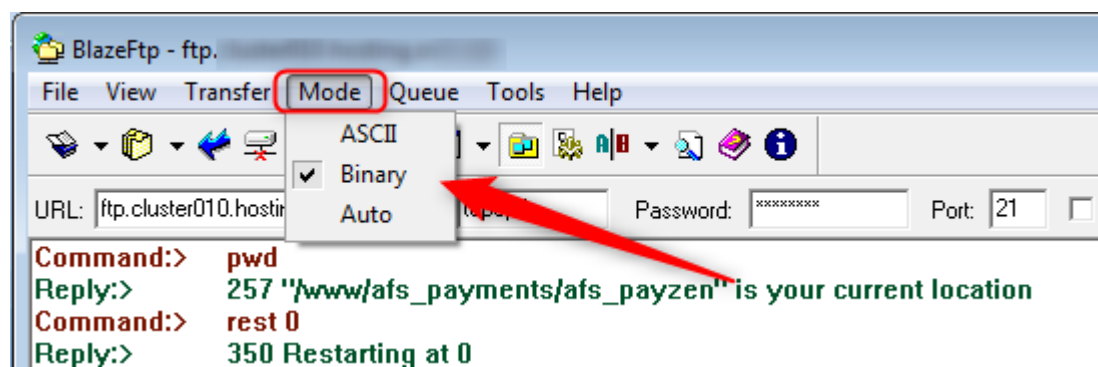 BlazeFtp - ftp.
File View Transfer Mode Queue Tools Help
ASCII
Binary
Auto
A B
URL: ftp.cluster010.hostin Password: ******** Port: 21
Command:> pwd
Reply:> 257 "/www/afs_payments/afs_payzen" is your current location
Command:> rest 0
Reply:> 350 Restarting at 0